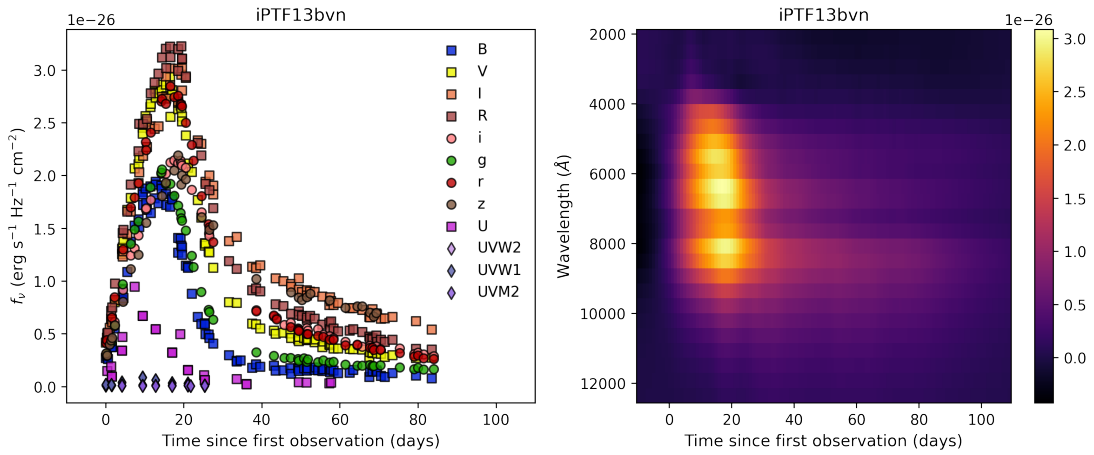 iPTF13bvn
1e−26
3.0
2.5
2.0
1.5
1.0
0.5
0.0
fν (erg s⁻¹ Hz⁻¹ cm⁻²)
B
V
I
R
i
g
r
z
U
UVW2
UVW1
UVM2
0 20 40 60 80 100
Time since first observation (days)
iPTF13bvn
2000
4000
6000
8000
10000
12000
Wavelength (Å)
0 20 40 60 80 100
Time since first observation (days)
1e−26
3.0
2.5
2.0
1.5
1.0
0.5
0.0